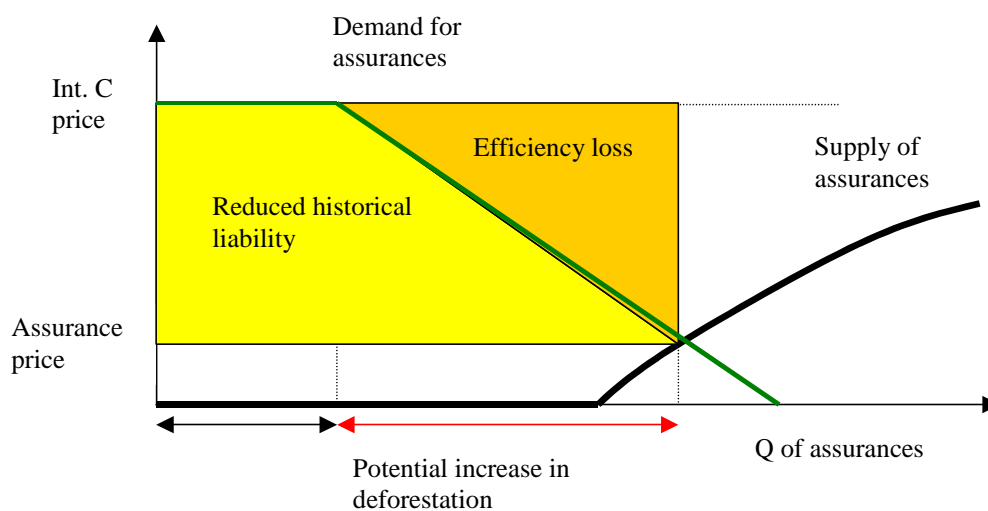 Demand for
assurances
Int. C
price
Efficiency loss
Supply of
assurances
Reduced historical
liability
Assurance
price
Q of assurances
Potential increase in
deforestation